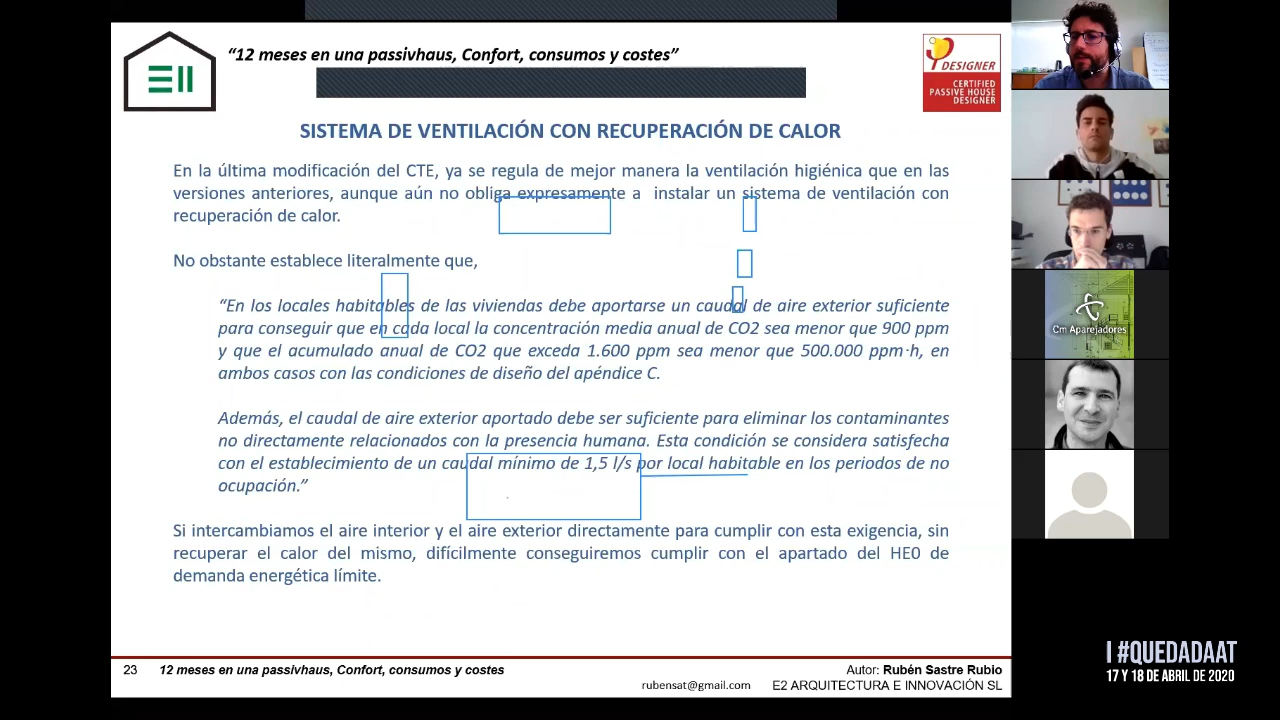 “12 meses en una passivhaus, Confort, consumos y costes”
DESIGNER
CERTIFIED
PASSIVE HOUSE
DESIGNER
SISTEMA DE VENTILACIÓN CON RECUPERACIÓN DE CALOR
En la última modificación del CTE, ya se regula de mejor manera la ventilación higiénica que en las
versiones anteriores, aunque aún no obliga expresamente a instalar un sistema de ventilación con
recuperación de calor.
No obstante establece literalmente que,
“En los locales habitables de las viviendas debe aportarse un caudal de aire exterior suficiente
para conseguir que en cada local la concentración media anual de CO2 sea menor que 900 ppm
y que el acumulado anual de CO2 que exceda 1.600 ppm sea menor que 500.000 ppm·h, en
ambos casos con las condiciones de diseño del apéndice C.
Además, el caudal de aire exterior aportado debe ser suficiente para eliminar los contaminantes
no directamente relacionados con la presencia humana. Esta condición se considera satisfecha
con el establecimiento de un caudal mínimo de 1,5 l/s por local habitable en los periodos de no
ocupación.”
Si intercambiamos el aire interior y el aire exterior directamente para cumplir con esta exigencia, sin
recuperar el calor del mismo, difícilmente conseguiremos cumplir con el apartado del HE0 de
demanda energética límite.
23 12 meses en una passivhaus, Confort, consumos y costes
Autor: Rubén Sastre Rubio
rubensat@gmail.com E2 ARQUITECTURA E INNOVACIÓN SL
Cm Aparejadores
I #QUEDADAAT
17 Y 18 DE ABRIL DE 2020